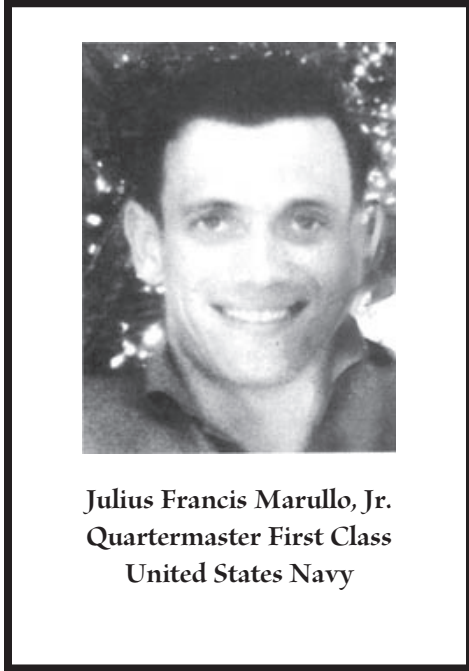 Julius Francis Marullo, Jr.
Quartermaster First Class
United States Navy